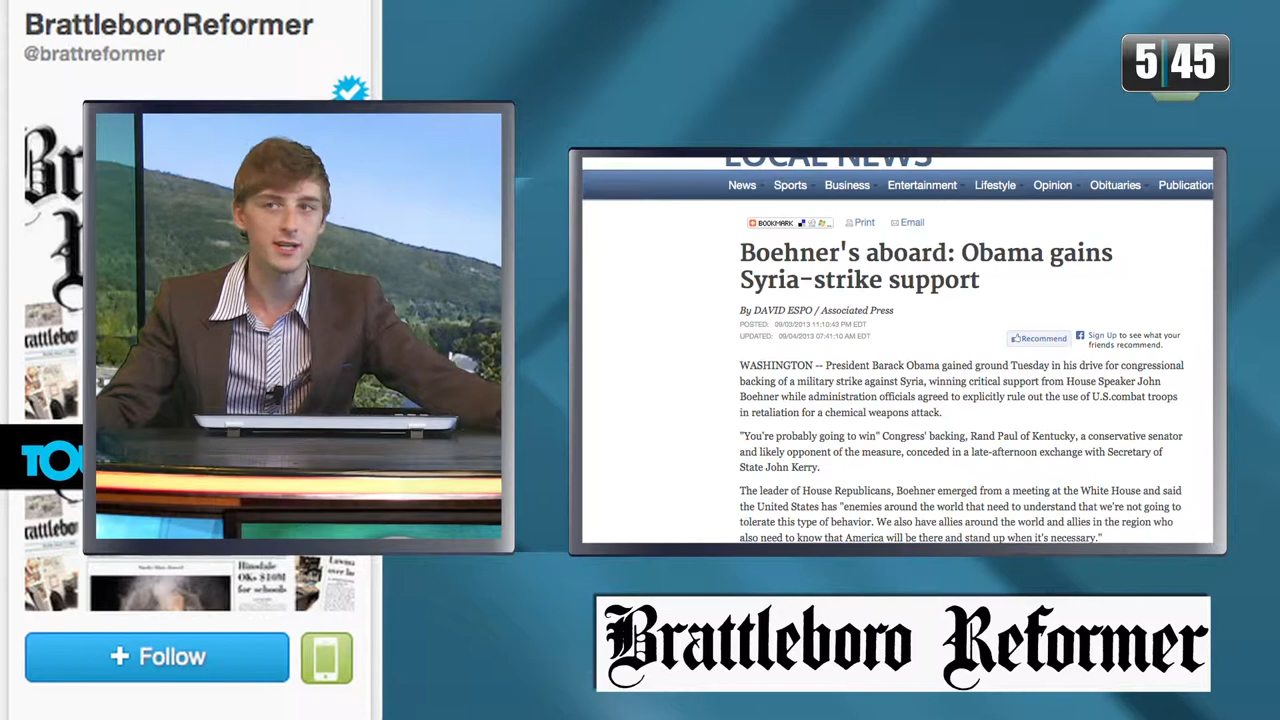 BrattleboroReformer
@brattreformer
5 45
LOCAL NEWS
News Sports Business Entertainment Lifestyle Opinion Obituaries Publication
BOOKMARK Print Email
Boehner's aboard: Obama gains
Syria-strike support
By DAVID ESPO / Associated Press
POSTED: 09/03/2013 11:10:43 PM EDT
UPDATED: 09/04/2013 07:41:10 AM EDT
Recommend Sign Up to see what your
friends recommend.
WASHINGTON -- President Barack Obama gained ground Tuesday in his drive for congressional
backing of a military strike against Syria, winning critical support from House Speaker John
Boehner while administration officials agreed to explicitly rule out the use of U.S.combat troops
in retaliation for a chemical weapons attack.
"You're probably going to win" Congress' backing, Rand Paul of Kentucky, a conservative senator
and likely opponent of the measure, conceded in a late-afternoon exchange with Secretary of
State John Kerry.
The leader of House Republicans, Boehner emerged from a meeting at the White House and said
the United States has "enemies around the world that need to understand that we're not going to
tolerate this type of behavior. We also have allies around the world and allies in the region who
also need to know that America will be there and stand up when it's necessary."
Hinsdale
OKs $10M
for schools
+ Follow
Brattleboro Reformer